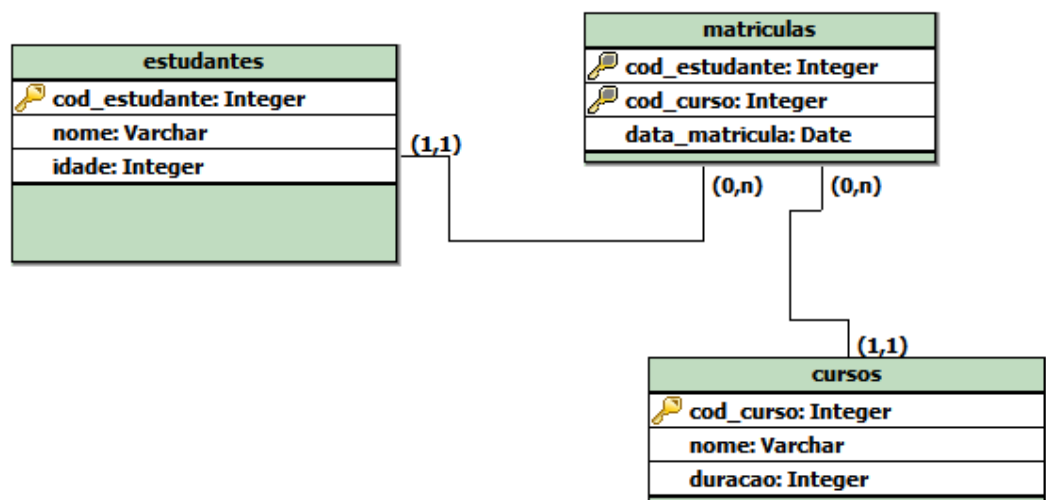 estudantes
cod_estudante: Integer
nome: Varchar
idade: Integer
(1,1)
matriculas
cod_estudante: Integer
cod_curso: Integer
data_matricula: Date
(0,n)
(0,n)
(1,1)
cursos
cod_curso: Integer
nome: Varchar
duracao: Integer